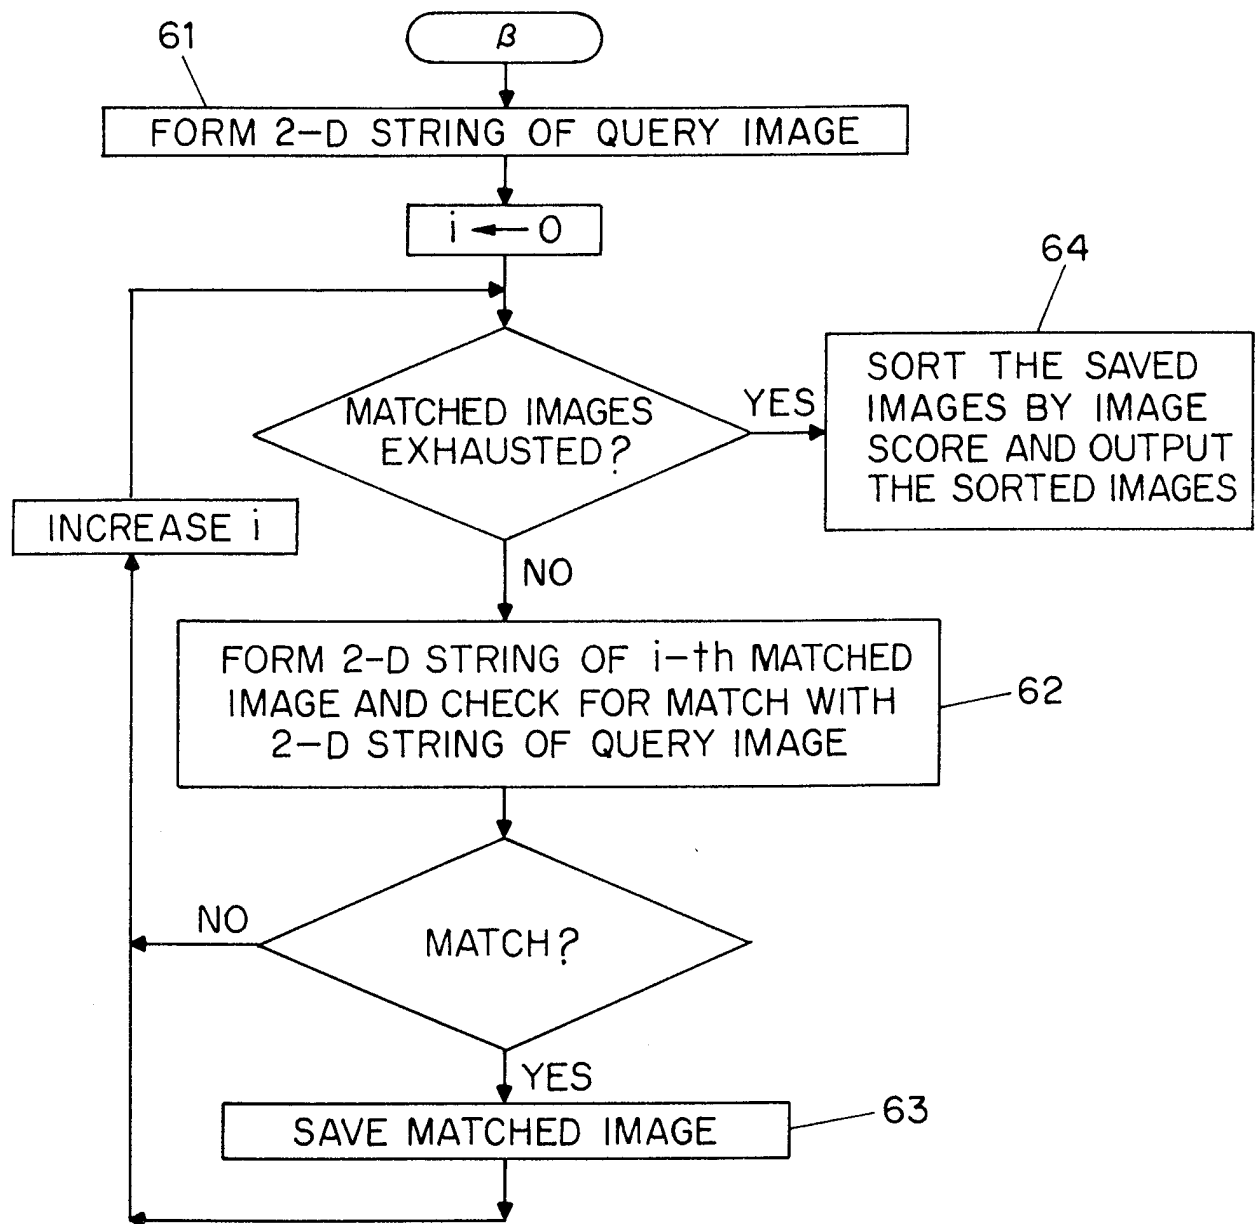 61
β
FORM 2-D STRING OF QUERY IMAGE
i ← 0
64
MATCHED IMAGES
EXHAUSTED?
YES
SORT THE SAVED
IMAGES BY IMAGE
SCORE AND OUTPUT
THE SORTED IMAGES
INCREASE i
NO
FORM 2-D STRING OF i-th MATCHED
IMAGE AND CHECK FOR MATCH WITH
2-D STRING OF QUERY IMAGE
62
NO
MATCH?
YES
SAVE MATCHED IMAGE
63